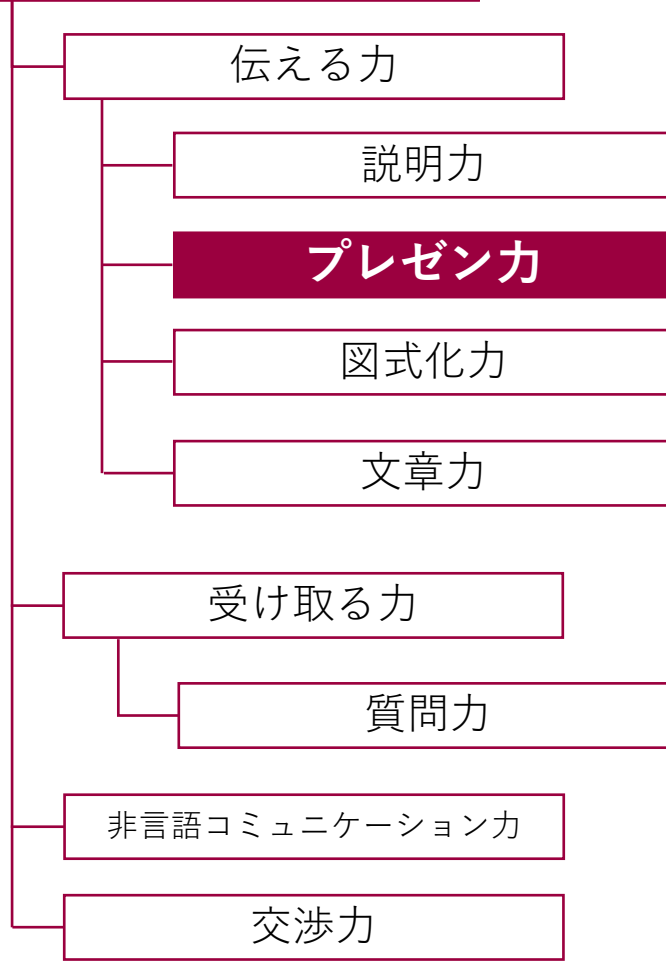 伝える力
説明力
プレゼン力
図式化力
文章力
受け取る力
質問力
非言語コミュニケーション力
交渉力